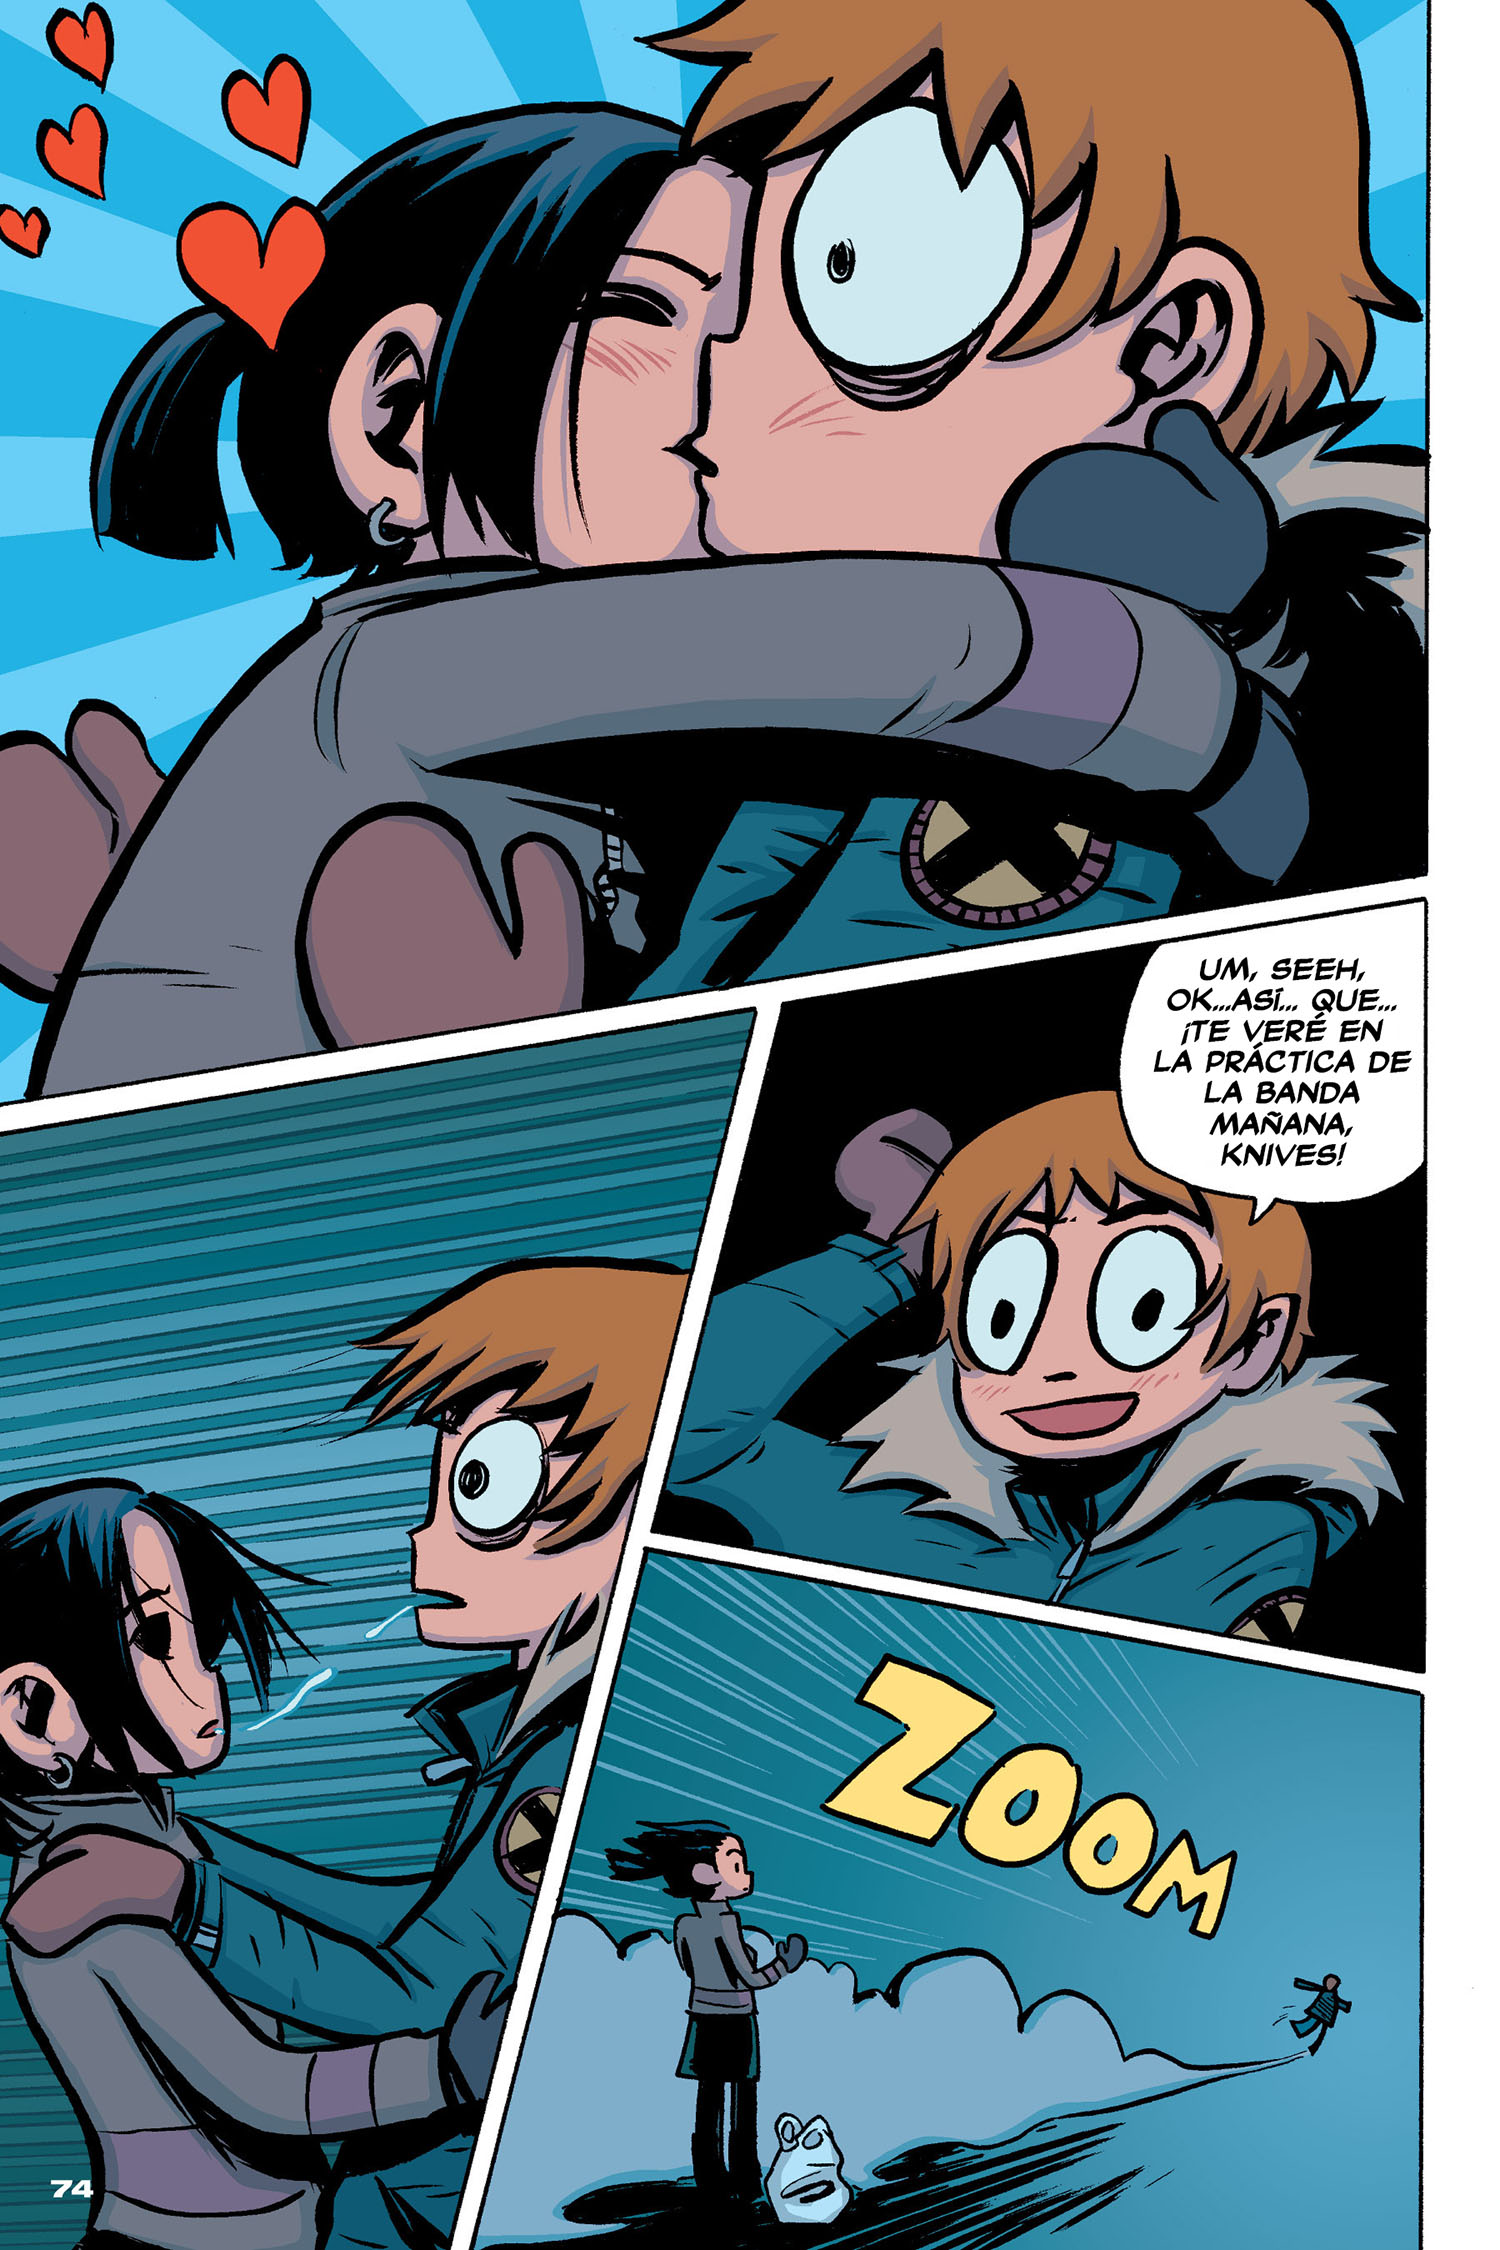 UM, SEEH,
OK...ASÍ... QUE...
¡TE VERÉ EN
LA PRÁCTICA DE
LA BANDA
MAÑANA,
KNIVES!
ZOOM
74